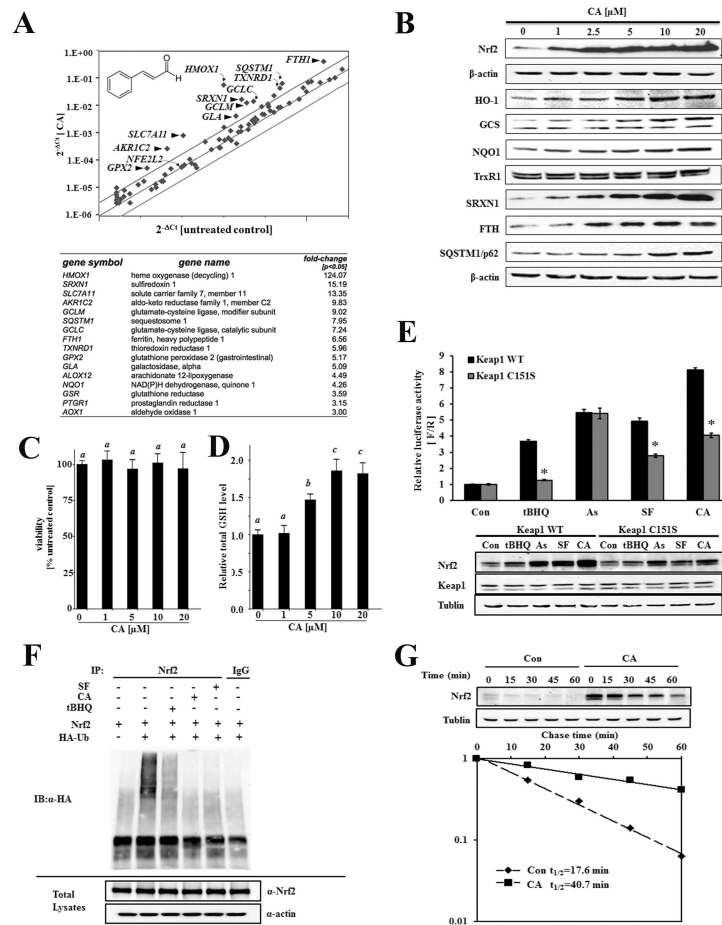 A
1.E+00
1.E-01
1.E-02
1.E-03
1.E-04
1.E-05
1.E-06
2-ΔCt [CA]
H
O
HMOX1
SQSTM1
TXNRD1
GCLC
FTH1
SRXN1
GCLM
GLA
SLC7A11
AKR1C2
NFE2L2
GPX2
2-ΔCt [untreated control]
gene symbol gene name fold-change
[p<0.05]
HMOX1 heme oxygenase (decycling) 1 124.07
SRXN1 sulfiredoxin 1 15.19
SLC7A11 solute carrier family 7, member 11 13.35
AKR1C2 aldo-keto reductase family 1, member C2 9.83
GCLM glutamate-cysteine ligase, modifier subunit 9.02
SQSTM1 sequestosome 1 7.95
GCLC glutamate-cysteine ligase, catalytic subunit 7.24
FTH1 ferritin, heavy polypeptide 1 6.56
TXNRD1 thioredoxin reductase 1 5.96
GPX2 glutathione peroxidase 2 (gastrointestinal) 5.17
GLA galactosidase, alpha 5.09
ALOX12 arachidonate 12-lipoxygenase 4.49
NQO1 NAD(P)H dehydrogenase, quinone 1 4.26
GSR glutathione reductase 3.59
PTGR1 prostaglandin reductase 1 3.15
AOX1 aldehyde oxidase 1 3.00
B
CA [µM]
0 1 2.5 5 10 20
Nrf2
β-actin
HO-1
GCS
NQO1
TrxR1
SRXN1
FTH
SQSTM1/p62
β-actin
C
viability
[% untreated control]
125
100
75
50
25
0
a a a a a
0 1 5 10 20
CA [µM]
D
Relative total GSH level
2.0
1.5
1.0
0.5
0.0
a a b c c
0 1 5 10 20
CA [µM]
E
Keap1 WT
Keap1 C151S
Relative luciferase activity
[ F/R]
9
8
7
6
5
4
3
2
1
0
* * *
Con tBHQ As SF CA
Keap1 WT Keap1 C151S
Con tBHQ As SF CA Con tBHQ As SF CA
Nrf2
Keap1
Tublin
F
IP: Nrf2 IgG
SF - - - - + -
CA - - - + - -
tBHQ - - + - - -
Nrf2 + + + + + +
HA-Ub - + + + + +
IB:α-HA
Total
Lysates
α-Nrf2
α-actin
G
Con CA
Time (min) 0 15 30 45 60 0 15 30 45 60
Nrf2
Tublin
Chase time (min)
0 15 30 45 60
1
0.1
0.01
Con t1/2=17.6 min
CA t1/2=40.7 min